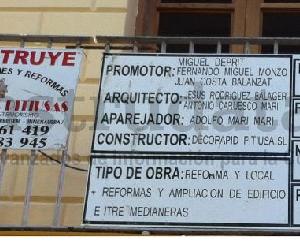 TRUYE
ES Y REFORMAS
TITUSAS
61 419
33 945
MIGUEL DEPRIT
PROMOTOR: FERNANDO MIGUEL MONZO
JUAN COSTA BALANZAT
ARQUITECTO: JESUS RODRIGUEZ BALAGER
ANTONIO CARUESCO MARI
APAREJADOR: ADOLFO MARI MARI
CONSTRUCTOR: DECORAPID PITIUSA SL
TIPO DE OBRA: REFORMA Y LOCAL
+ REFORMAS Y AMPLIACION DE EDIFICIO
E ITRE MEDIANERAS